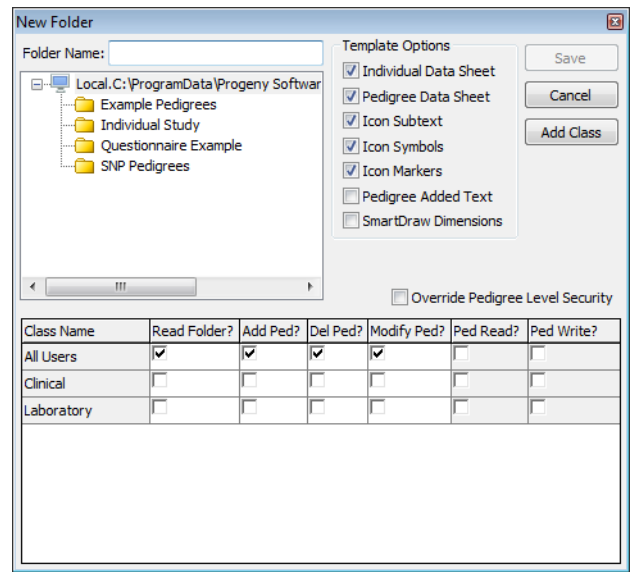 New Folder
Folder Name:
Local.C:\ProgramData\Progeny Softwar
Example Pedigrees
Individual Study
Questionnaire Example
SNP Pedigrees
Template Options
Individual Data Sheet
Pedigree Data Sheet
Icon Subtext
Icon Symbols
Icon Markers
Pedigree Added Text
SmartDraw Dimensions
Save
Cancel
Add Class
Override Pedigree Level Security
Class Name Read Folder? Add Ped? Del Ped? Modify Ped? Ped Read? Ped Write?
All Users
Clinical
Laboratory